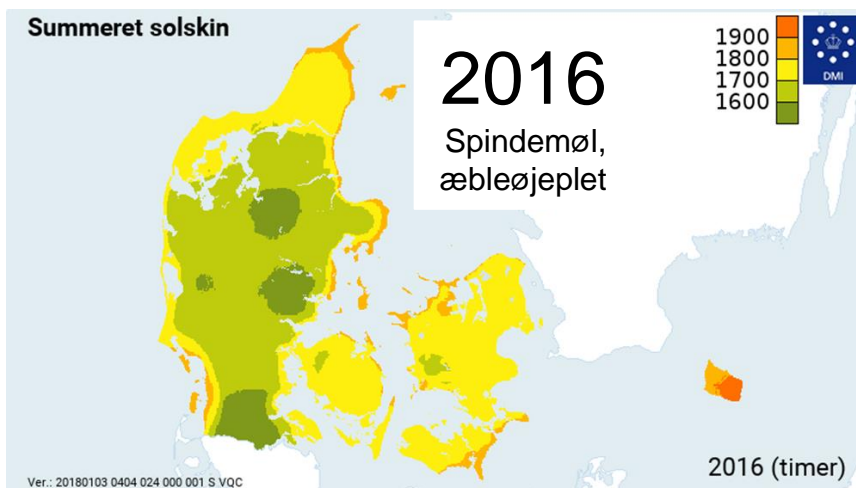 Summeret solskin
2016
Spindemøl,
æbleøjeplet
1900
1800
1700
1600
DMI
2016 (timer)
Ver.: 20180103 0404 024 000 001 S VQC